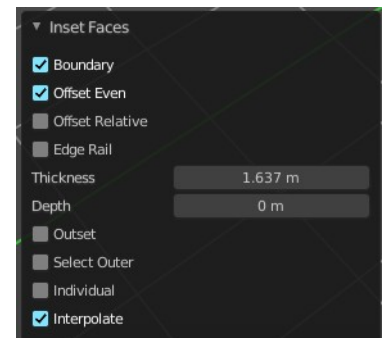 Inset Faces
Boundary
Offset Even
Offset Relative
Edge Rail
Thickness 1.637 m
Depth 0 m
Outset
Select Outer
Individual
Interpolate